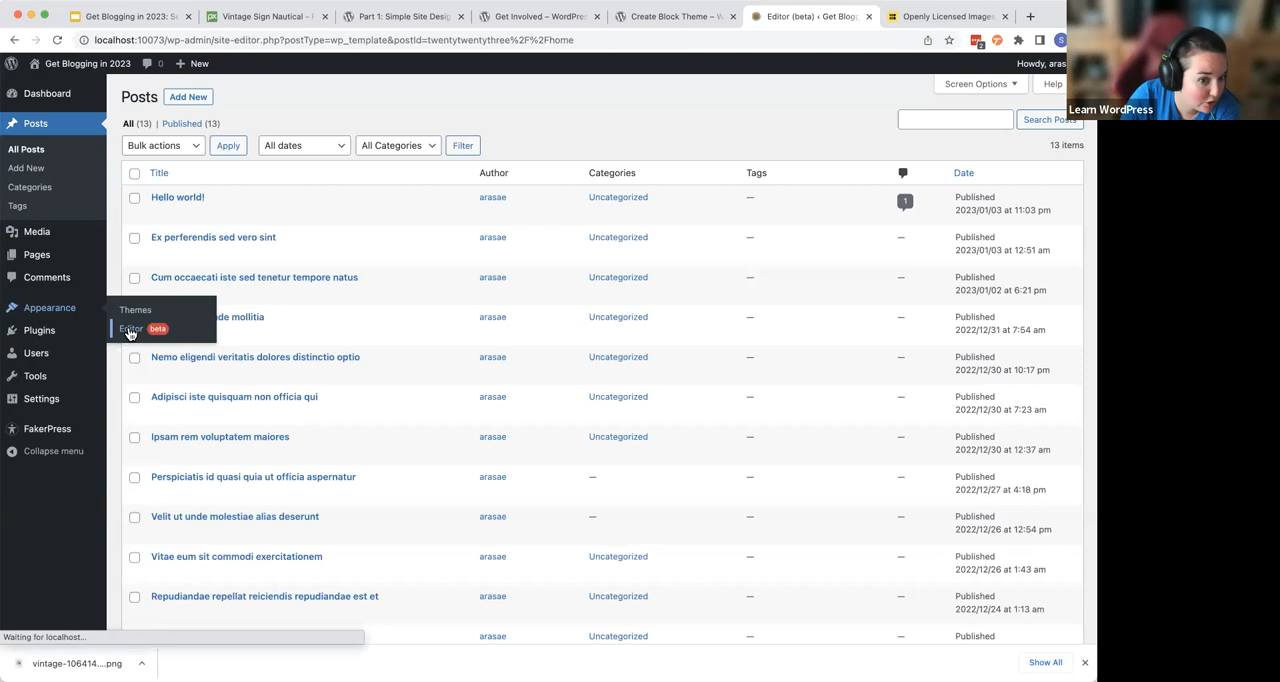 Get Blogging in 2023: Se
Vintage Sign Nautical -
Part 1: Simple Site Desig
Get Involved – WordPres
Create Block Theme – W
Editor (beta) ‹ Get Blogg
Openly Licensed Images
localhost:10073/wp-admin/site-editor.php?postType=wp_template&postId=twentytwentythree%2F%2Fhome
2
S
Get Blogging in 2023
0
New
Howdy, aras
Learn WordPress
Dashboard
Posts
All Posts
Add New
Categories
Tags
Media
Pages
Comments
Appearance
Themes
Editor beta
Plugins
Users
Tools
Settings
FakerPress
Collapse menu
Posts
Add New
Screen Options
Help
All (13) | Published (13)
Search Posts
Bulk actions
Apply
All dates
All Categories
Filter
13 items
Title Author Categories Tags Date
Hello world! arasae Uncategorized — 1 Published
2023/01/03 at 11:03 pm
Ex perferendis sed vero sint arasae Uncategorized — — Published
2023/01/03 at 12:51 am
Cum occaecati iste sed tenetur tempore natus arasae Uncategorized — — Published
2023/01/02 at 6:21 pm
de mollitia arasae Uncategorized — — Published
2022/12/31 at 7:54 am
Nemo eligendi veritatis dolores distinctio optio arasae Uncategorized — — Published
2022/12/30 at 10:17 pm
Adipisci iste quisquam non officia qui arasae Uncategorized — — Published
2022/12/30 at 7:23 am
Ipsam rem voluptatem maiores arasae Uncategorized — — Published
2022/12/30 at 12:37 am
Perspiciatis id quasi quia ut officia aspernatur arasae — — — Published
2022/12/27 at 4:18 pm
Velit ut unde molestiae alias deserunt arasae — — — Published
2022/12/26 at 12:54 pm
Vitae eum sit commodi exercitationem arasae Uncategorized — — Published
2022/12/26 at 1:43 am
Repudiandae repellat reiciendis repudiandae est et arasae Uncategorized — — Published
2022/12/24 at 1:13 am
arasae Uncategorized — — Published
Waiting for localhost...
vintage-106414....png
Show All